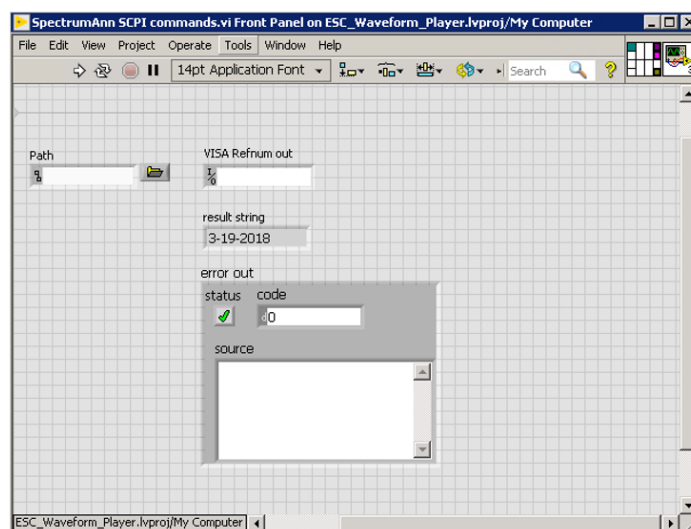 SpectrumAnn SCPI commands.vi Front Panel on ESC_Waveform_Player.lvproj/My Computer
File Edit View Project Operate Tools Window Help
14pt Application Font Search
Path
VISA Refnum out
result string
3-19-2018
error out
status code
d 0
source
ESC_Waveform_Player.lvproj/My Computer